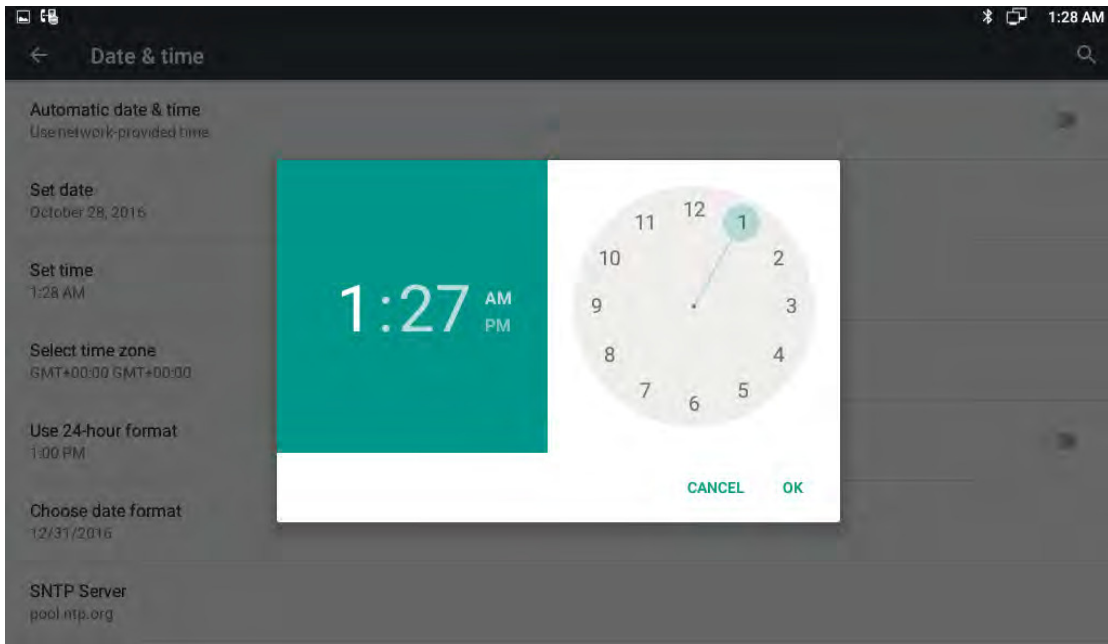 1:28 AM
Date & time
Automatic date & time
Use network-provided time
Set date
October 28, 2016
Set time
1:28 AM
Select time zone
GMT+00:00 GMT+00:00
Use 24-hour format
1:00 PM
Choose date format
12/31/2016
SNTP Server
pool.ntp.org
1:27 AM
PM
12
1
2
3
4
5
6
7
8
9
10
11
CANCEL OK